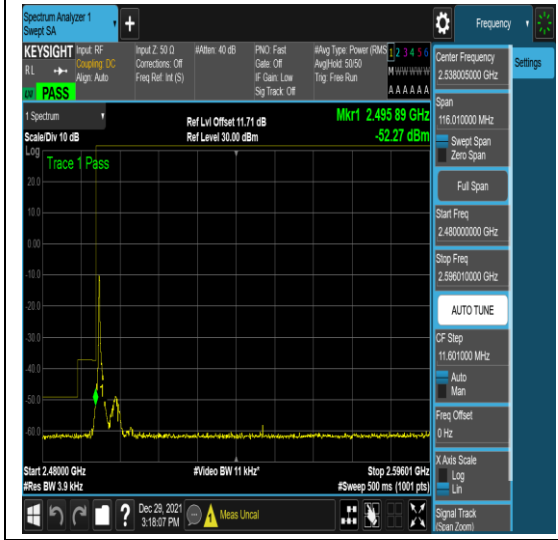 Spectrum Analyzer 1
Swept SA
Frequency
KEYSIGHT
RL
Input: RF
Coupling: DC
Align: Auto
Input Z: 50 Ω
Corrections: Off
Freq Ref: Int (S)
#Atten: 40 dB
PNO: Fast
Gate: Off
IF Gain: Low
Sig Track: Off
#Avg Type: Power (RMS
Avg|Hold: 50/50
Trig: Free Run
1 2 3 4 5 6
M W W W W W
A A A A A A
PASS
1 Spectrum
Scale/Div 10 dB
Ref Lvl Offset 11.71 dB
Ref Level 30.00 dBm
Mkr1 2.495 89 GHz
-52.27 dBm
Log
Trace 1 Pass
20.0
10.0
0.00
-10.0
-20.0
-30.0
-40.0
-50.0
-60.0
Start 2.48000 GHz
#Res BW 3.9 kHz
#Video BW 11 kHz*
Stop 2.59601 GHz
#Sweep 500 ms (1001 pts)
Dec 29, 2021
3:18:07 PM
Meas Uncal
Center Frequency
2.538005000 GHz
Settings
Span
116.010000 MHz
Swept Span
Zero Span
Full Span
Start Freq
2.480000000 GHz
Stop Freq
2.596010000 GHz
AUTO TUNE
CF Step
11.601000 MHz
Auto
Man
Freq Offset
0 Hz
X Axis Scale
Log
Lin
Signal Track
(Span Zoom)